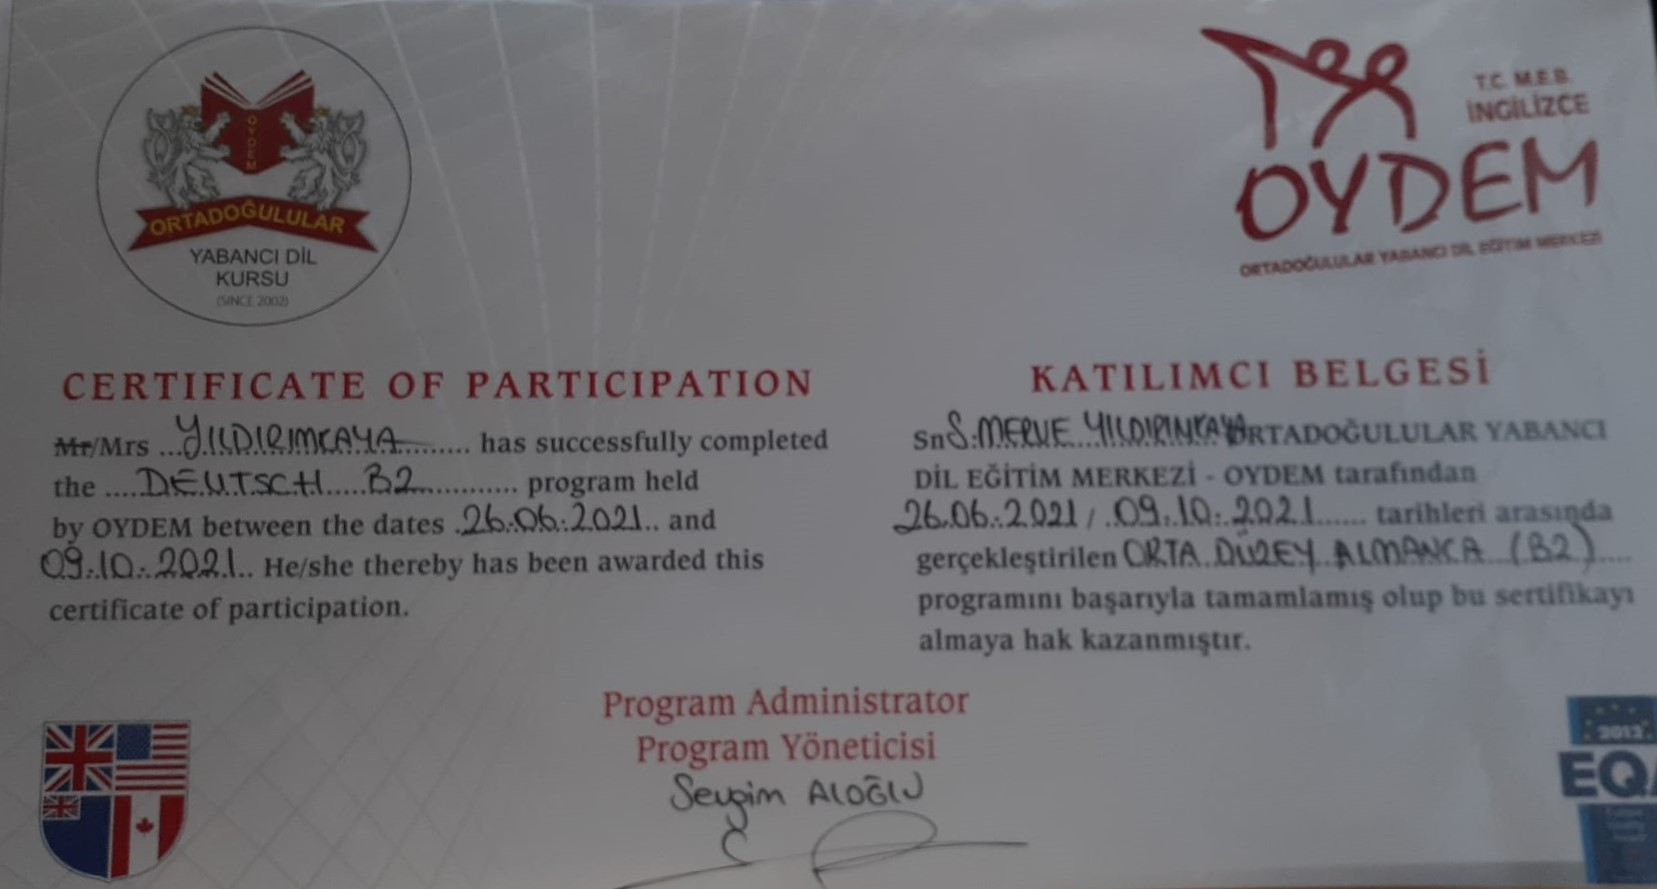 OYDEM
ORTADOĞULULAR
YABANCI DİL
KURSU
(SINCE 2002)
T.C. M.E.B.
İNGİLİZCE
OYDEM
ORTADOĞULULAR YABANCI DİL EĞİTİM MERKEZİ
CERTIFICATE OF PARTICIPATION
Mr/Mrs ...YILDIRIMKAYA......... has successfully completed
the .....DEUTSCH.....B2............. program held
by OYDEM between the dates .26.06.2021.. and
09.10.2021.. He/she thereby has been awarded this
certificate of participation.
KATILIMCI BELGESİ
Sn S.MERVE YILDIRIMKAYA ORTADOĞULULAR YABANCI
DİL EĞİTİM MERKEZİ - OYDEM tarafından
26.06.2021 / .09.10.2021...... tarihleri arasında
gerçekleştirilen ORTA DÜZEY ALMANCA (B2).....
programını başarıyla tamamlamış olup bu sertifikayı
almaya hak kazanmıştır.
Program Administrator
Program Yöneticisi
Sevgim ALOĞLU
2012
EQA